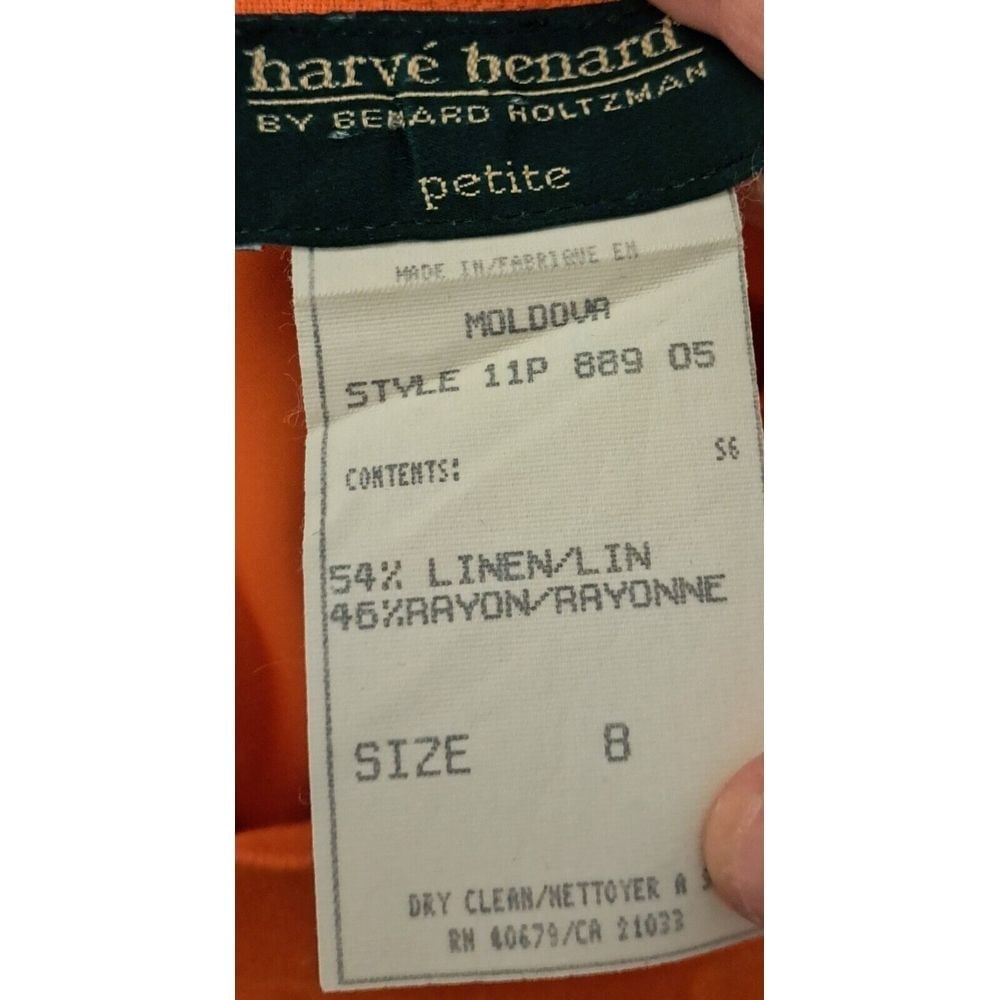 harvé benard
BY BENARD HOLTZMAN
petite
MADE IN/FABRIQUE EN
MOLDOVA
STYLE 11P 889 05
CONTENTS: S6
54% LINEN/LIN
46%RAYON/RAYONNE
SIZE 8
DRY CLEAN/NETTOYER A S
RN 40679/CA 21033